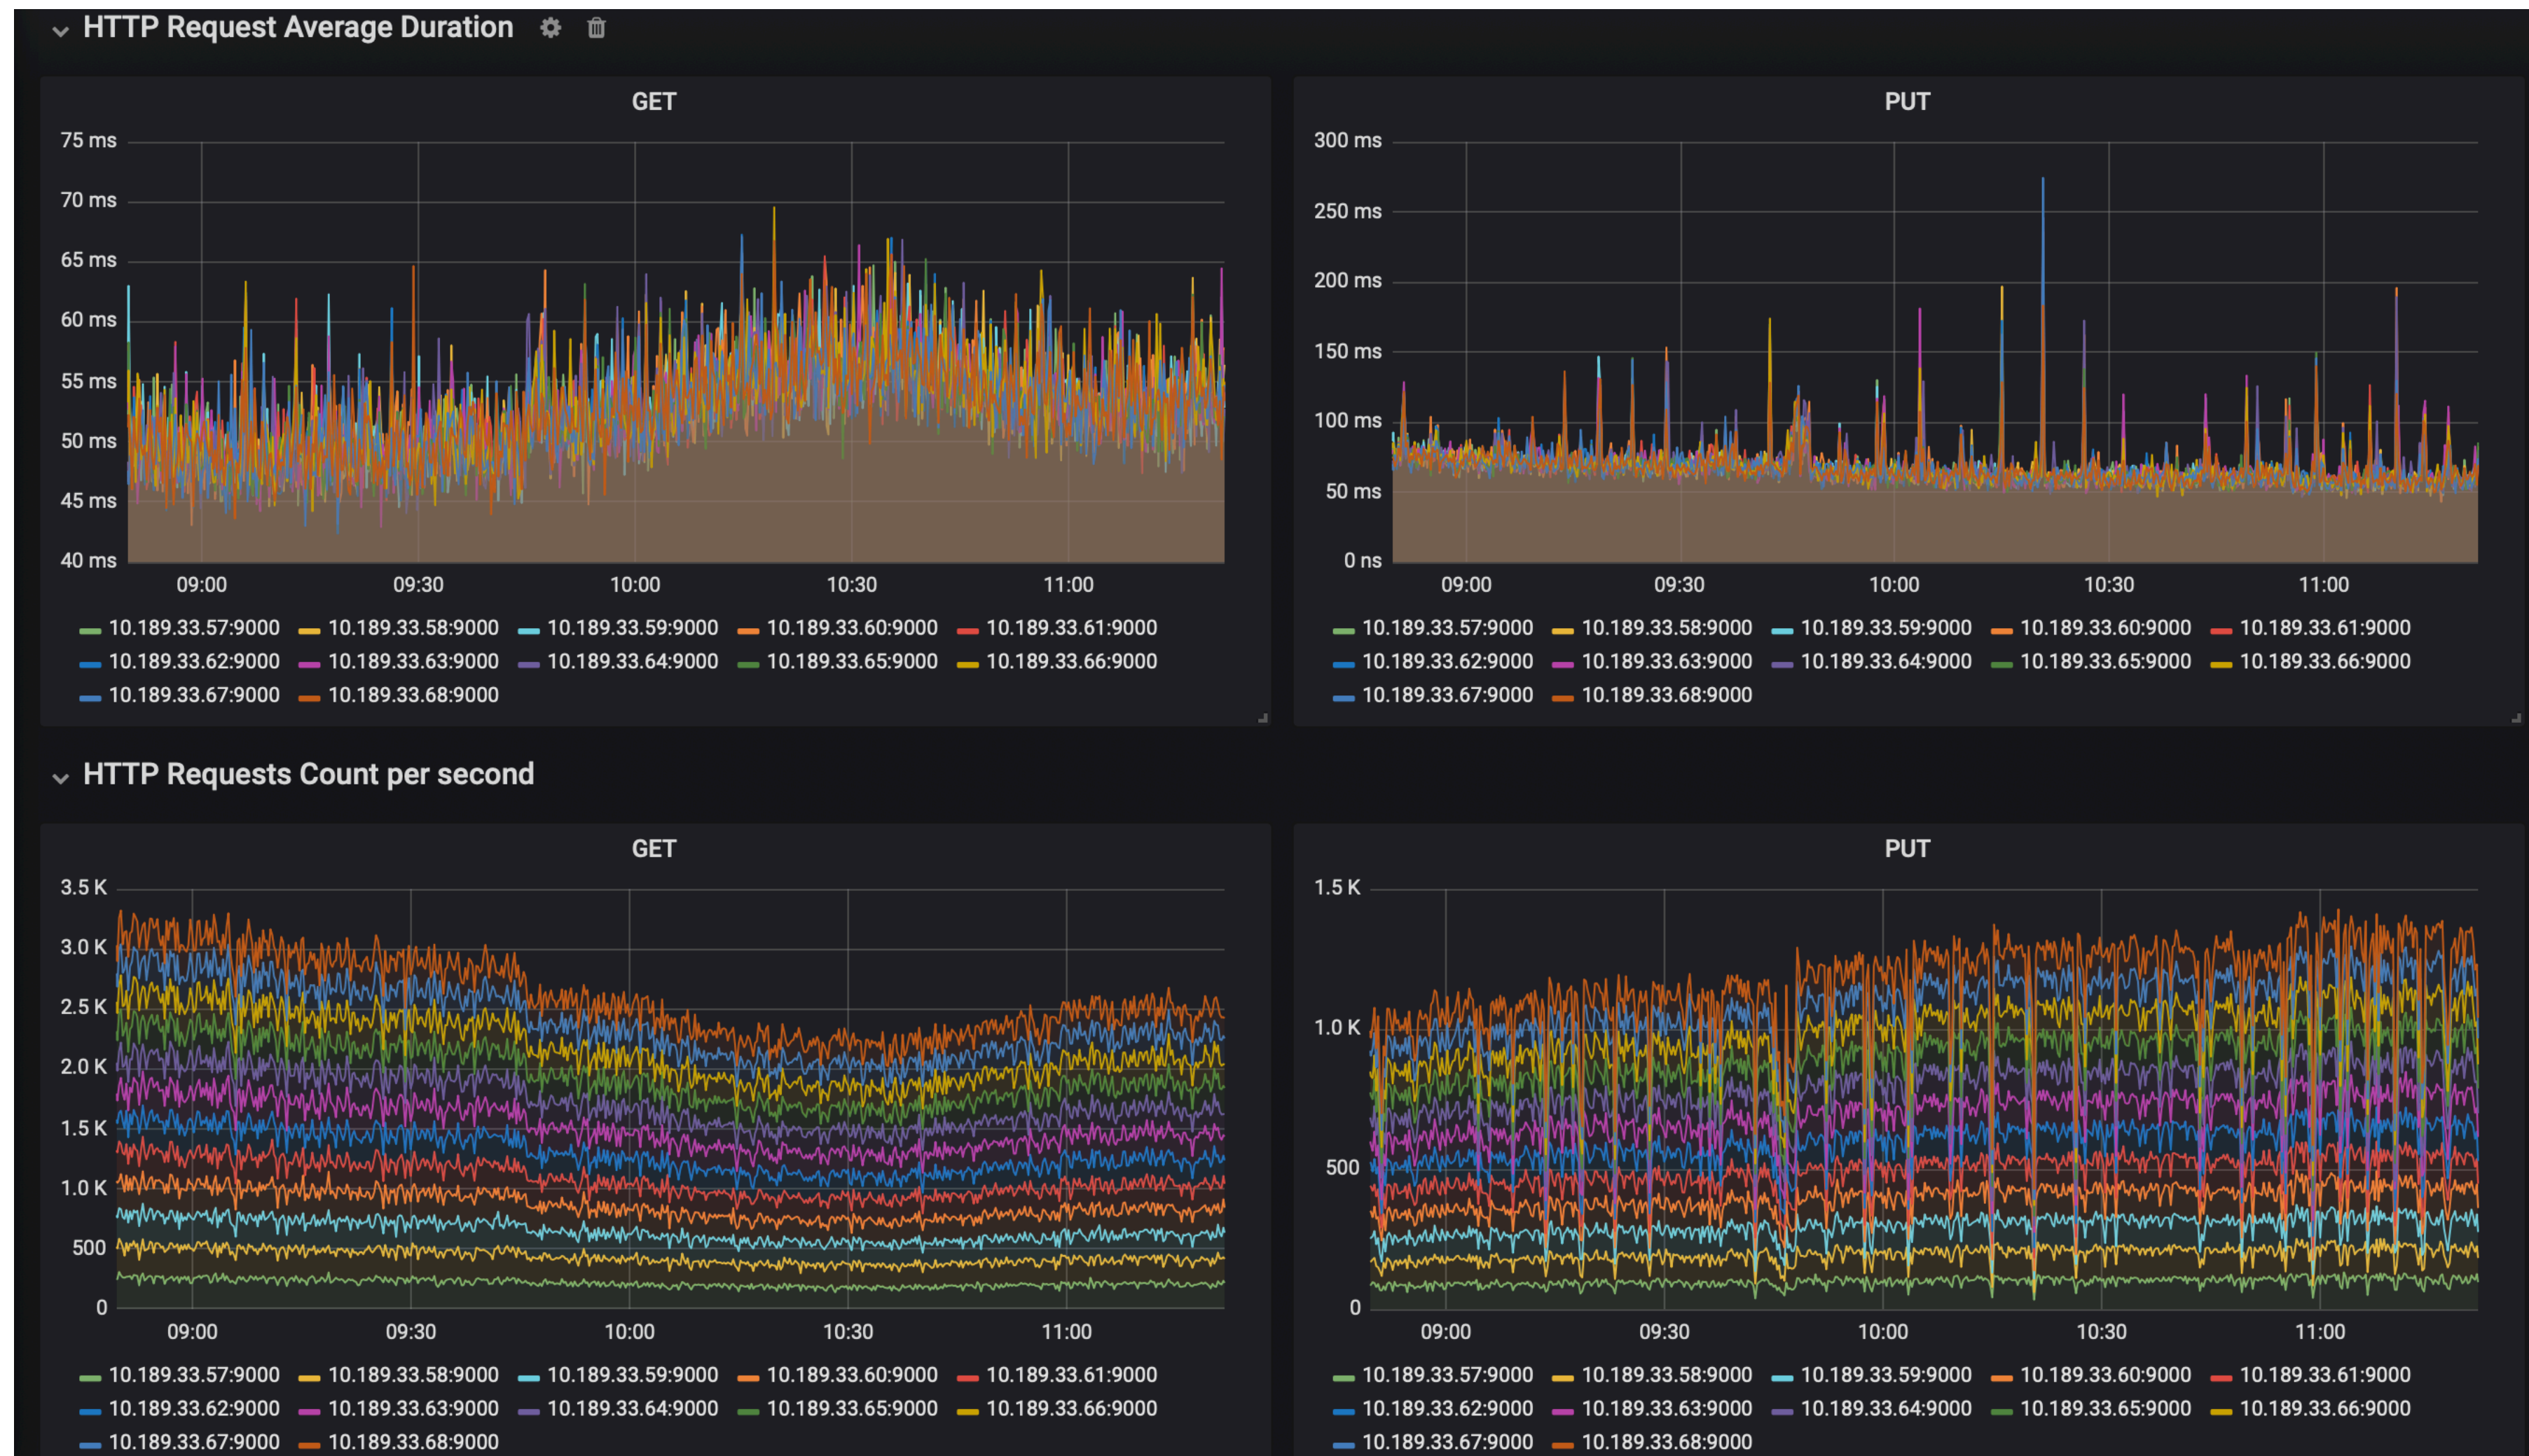 HTTP Request Average Duration
GET
75 ms
70 ms
65 ms
60 ms
55 ms
50 ms
45 ms
40 ms
09:00 09:30 10:00 10:30 11:00
10.189.33.57:9000 10.189.33.58:9000 10.189.33.59:9000 10.189.33.60:9000 10.189.33.61:9000
10.189.33.62:9000 10.189.33.63:9000 10.189.33.64:9000 10.189.33.65:9000 10.189.33.66:9000
10.189.33.67:9000 10.189.33.68:9000
PUT
300 ms
250 ms
200 ms
150 ms
100 ms
50 ms
0 ns
09:00 09:30 10:00 10:30 11:00
10.189.33.57:9000 10.189.33.58:9000 10.189.33.59:9000 10.189.33.60:9000 10.189.33.61:9000
10.189.33.62:9000 10.189.33.63:9000 10.189.33.64:9000 10.189.33.65:9000 10.189.33.66:9000
10.189.33.67:9000 10.189.33.68:9000
HTTP Requests Count per second
GET
3.5 K
3.0 K
2.5 K
2.0 K
1.5 K
1.0 K
500
0
09:00 09:30 10:00 10:30 11:00
10.189.33.57:9000 10.189.33.58:9000 10.189.33.59:9000 10.189.33.60:9000 10.189.33.61:9000
10.189.33.62:9000 10.189.33.63:9000 10.189.33.64:9000 10.189.33.65:9000 10.189.33.66:9000
10.189.33.67:9000 10.189.33.68:9000
PUT
1.5 K
1.0 K
500
0
09:00 09:30 10:00 10:30 11:00
10.189.33.57:9000 10.189.33.58:9000 10.189.33.59:9000 10.189.33.60:9000 10.189.33.61:9000
10.189.33.62:9000 10.189.33.63:9000 10.189.33.64:9000 10.189.33.65:9000 10.189.33.66:9000
10.189.33.67:9000 10.189.33.68:9000